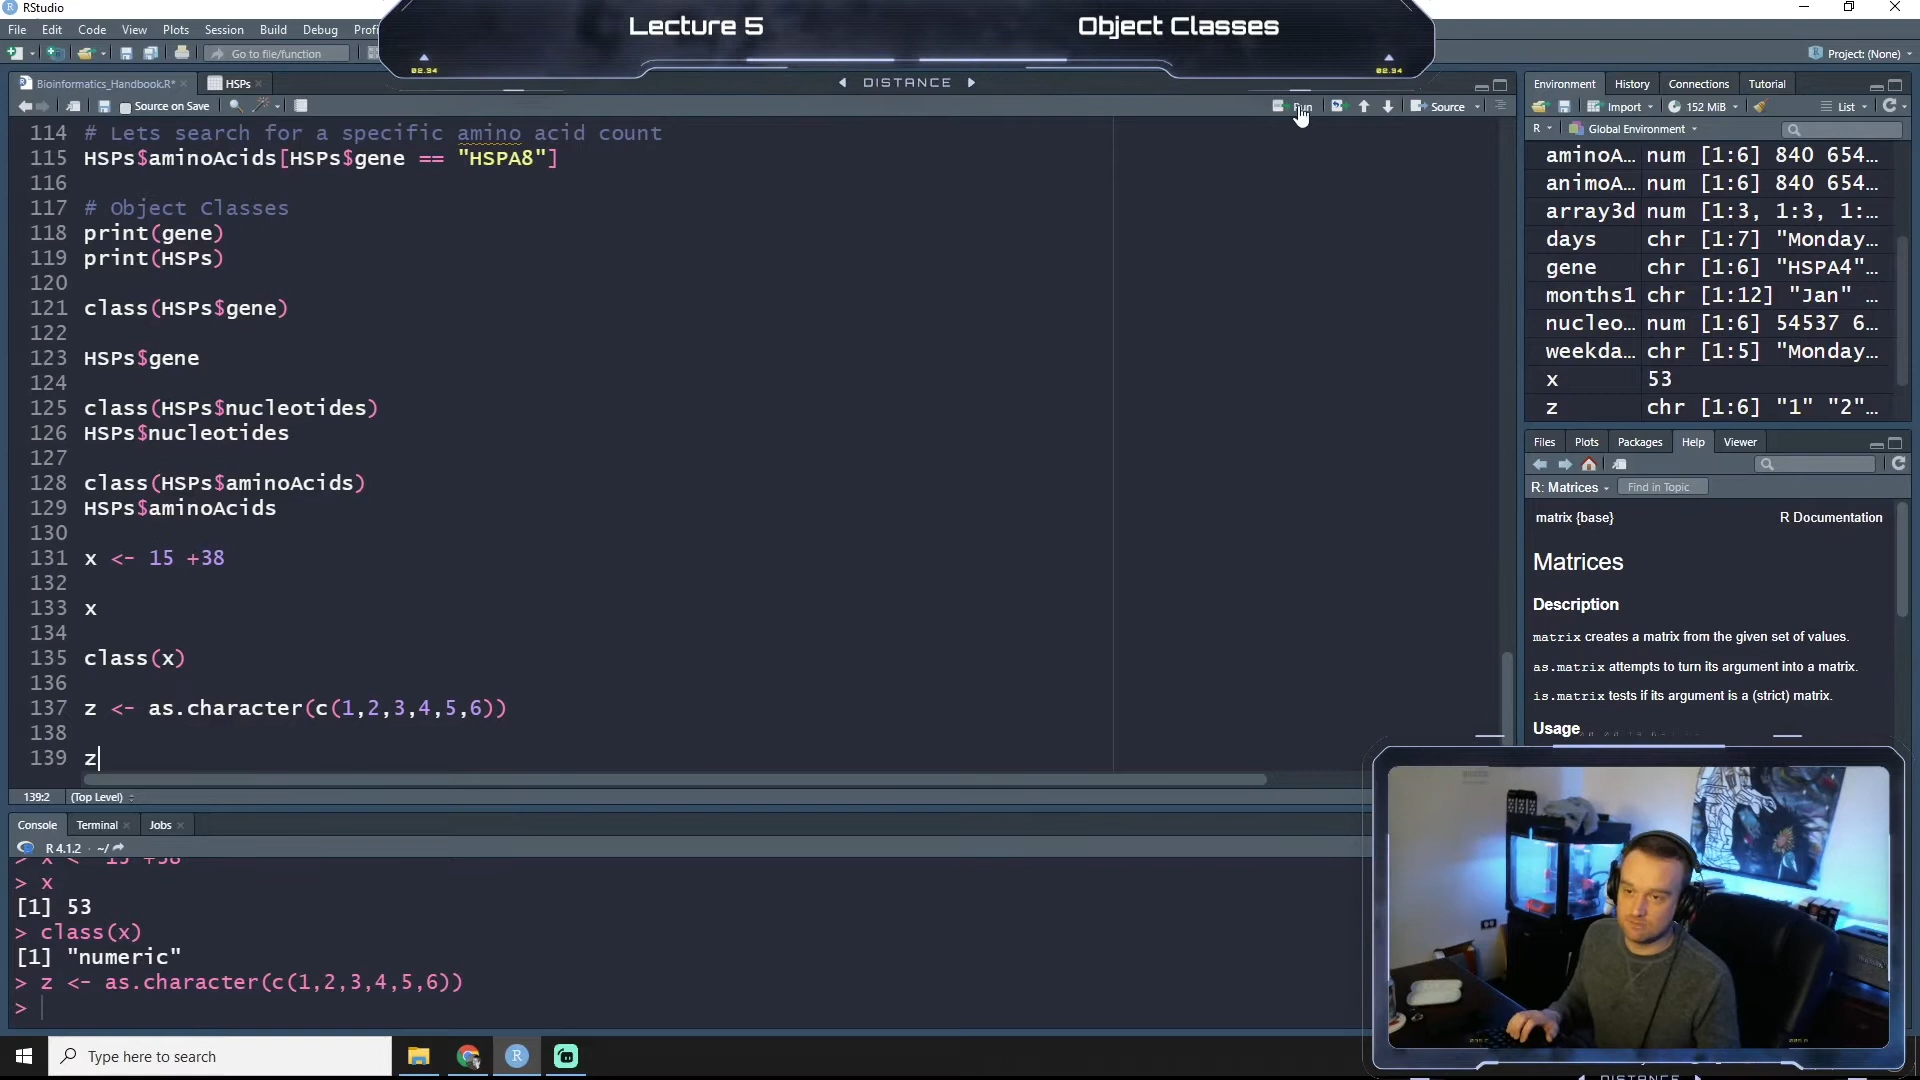 RStudio
Lecture 5
Object Classes
File Edit Code View Plots Session Build Debug
Go to file/function
Project: (None)
02.94
02.94
DISTANCE
Bioinformatics_Handbook.R*
HSPs
Source on Save
Run
Source
114 # Lets search for a specific amino acid count
115 HSPs$aminoAcids[HSPs$gene == "HSPA8"]
116
117 # Object Classes
118 print(gene)
119 print(HSPs)
120
121 class(HSPs$gene)
122
123 HSPs$gene
124
125 class(HSPs$nucleotides)
126 HSPs$nucleotides
127
128 class(HSPs$aminoAcids)
129 HSPs$aminoAcids
130
131 x <- 15 +38
132
133 x
134
135 class(x)
136
137 z <- as.character(c(1,2,3,4,5,6))
138
139 z
139:2 (Top Level)
Console Terminal Jobs
R 4.1.2 · ~/
> x <- 15 +38
> x
[1] 53
> class(x)
[1] "numeric"
> z <- as.character(c(1,2,3,4,5,6))
>
Environment History Connections Tutorial
Import 152 MiB List
R Global Environment
aminoA… num [1:6] 840 654…
animoA… num [1:6] 840 654…
array3d num [1:3, 1:3, 1:…
days chr [1:7] "Monday…
gene chr [1:6] "HSPA4"…
months1 chr [1:12] "Jan" …
nucleo… num [1:6] 54537 6…
weekda… chr [1:5] "Monday…
x 53
z chr [1:6] "1" "2"…
Files Plots Packages Help Viewer
R: Matrices Find in Topic
matrix {base} R Documentation
Matrices
Description
matrix creates a matrix from the given set of values.
as.matrix attempts to turn its argument into a matrix.
is.matrix tests if its argument is a (strict) matrix.
Usage
Type here to search
DISTANCE